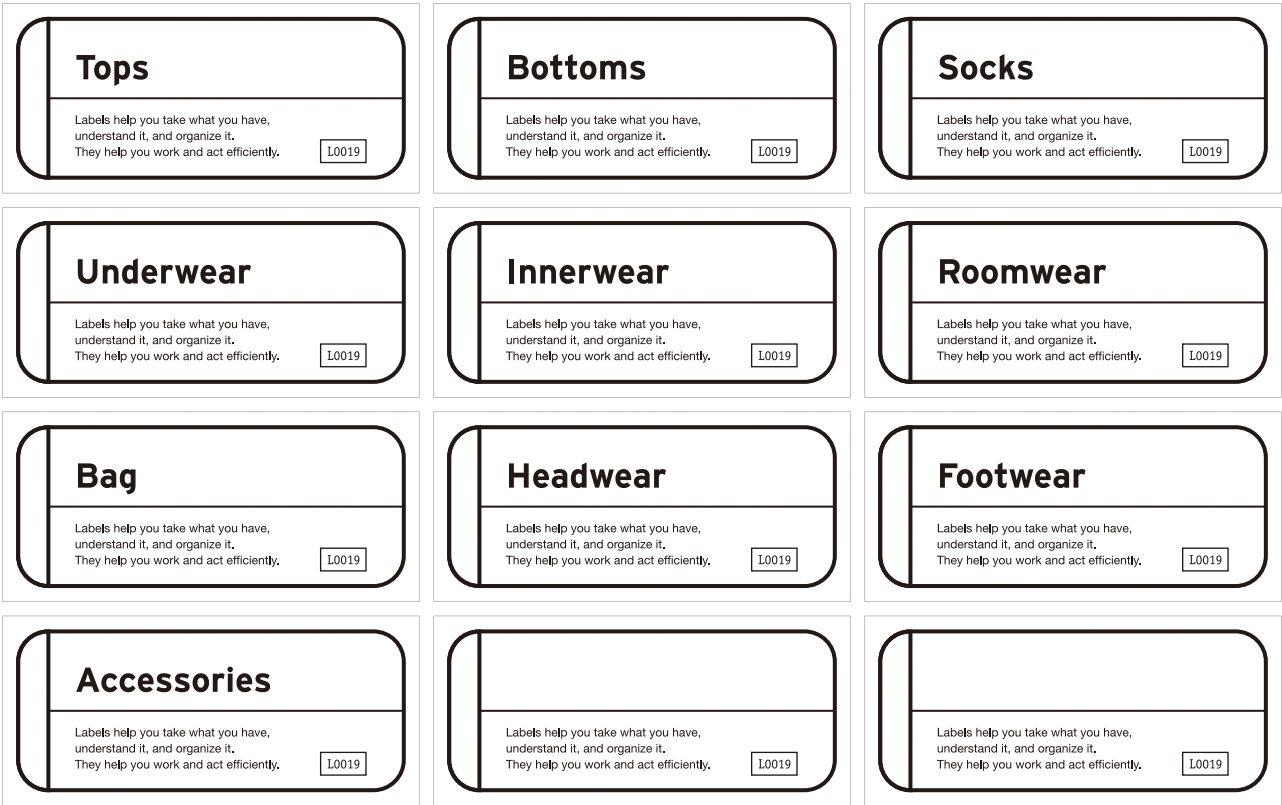 Tops
Labels help you take what you have,
understand it, and organize it.
They help you work and act efficiently.
L0019
Bottoms
Labels help you take what you have,
understand it, and organize it.
They help you work and act efficiently.
L0019
Socks
Labels help you take what you have,
understand it, and organize it.
They help you work and act efficiently.
L0019
Underwear
Labels help you take what you have,
understand it, and organize it.
They help you work and act efficiently.
L0019
Innerwear
Labels help you take what you have,
understand it, and organize it.
They help you work and act efficiently.
L0019
Roomwear
Labels help you take what you have,
understand it, and organize it.
They help you work and act efficiently.
L0019
Bag
Labels help you take what you have,
understand it, and organize it.
They help you work and act efficiently.
L0019
Headwear
Labels help you take what you have,
understand it, and organize it.
They help you work and act efficiently.
L0019
Footwear
Labels help you take what you have,
understand it, and organize it.
They help you work and act efficiently.
L0019
Accessories
Labels help you take what you have,
understand it, and organize it.
They help you work and act efficiently.
L0019
Labels help you take what you have,
understand it, and organize it.
They help you work and act efficiently.
L0019
Labels help you take what you have,
understand it, and organize it.
They help you work and act efficiently.
L0019